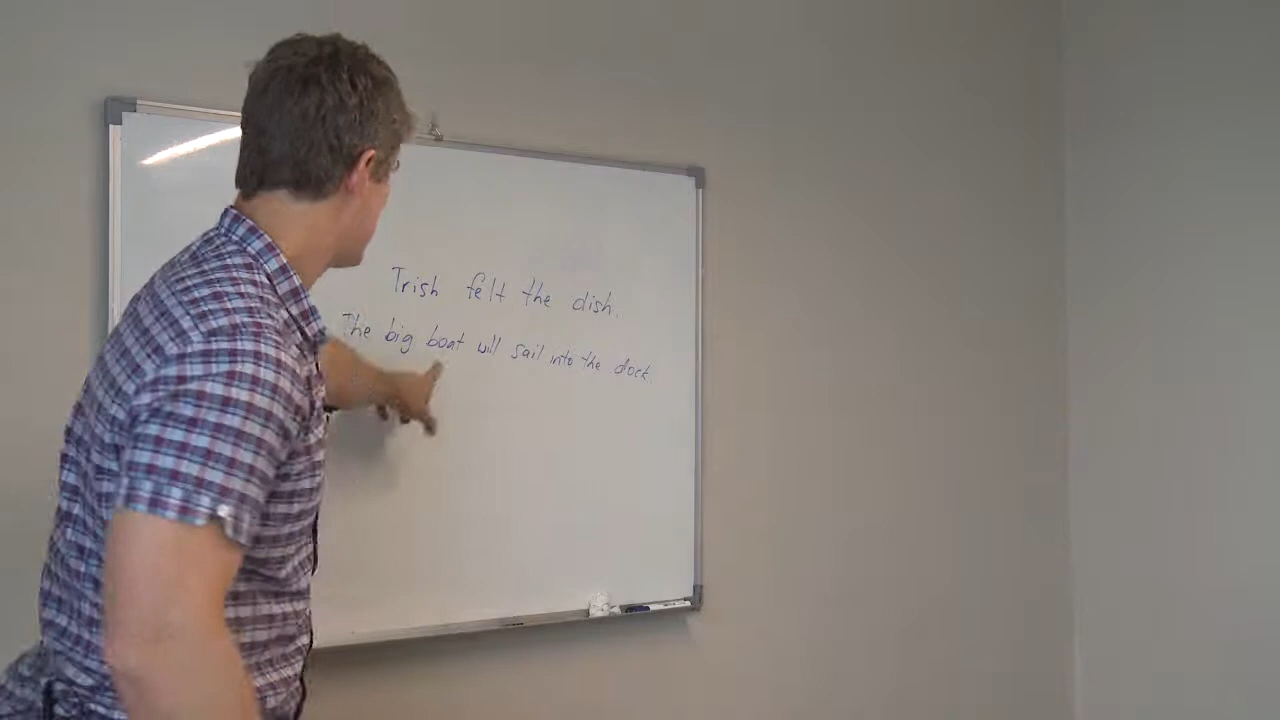 Trish felt the dish.
The big boat will sail into the dock.